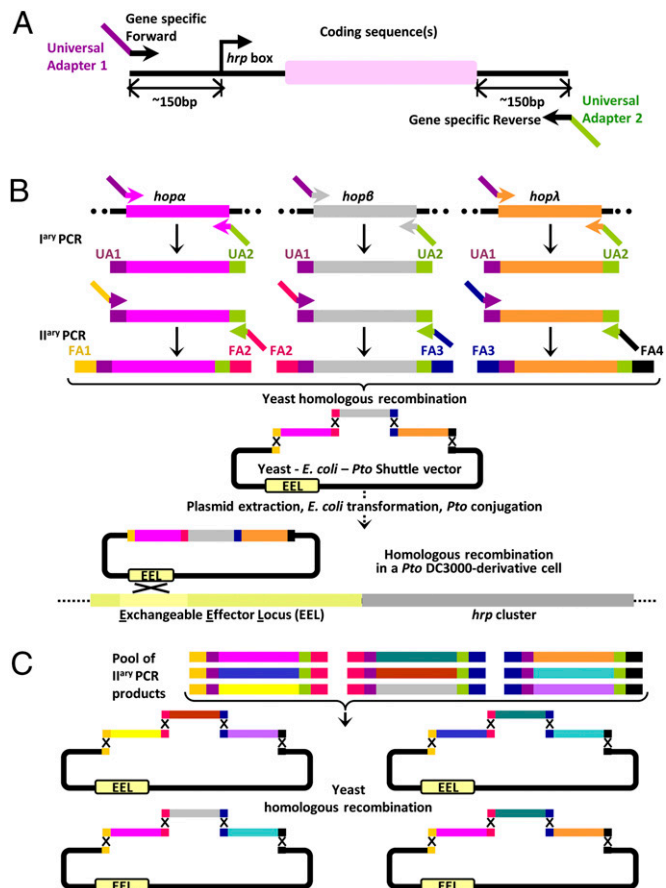 A
Gene specific
Forward
Universal
Adapter 1
Coding sequence(s)
hrp box
~150bp
~150bp
Universal
Adapter 2
Gene specific Reverse
B
hopα
hopβ
hopλ
Iary PCR
UA1
UA2
UA1
UA2
UA1
UA2
IIary PCR
FA1
FA2
FA2
FA3
FA3
FA4
Yeast homologous recombination
Yeast - E. coli – Pto Shuttle vector
EEL
Plasmid extraction, E. coli transformation, Pto conjugation
EEL
Homologous recombination
in a Pto DC3000-derivative cell
Exchangeable Effector Locus (EEL)
hrp cluster
C
Pool of
IIary PCR
products
EEL
EEL
Yeast
homologous recombination
EEL
EEL